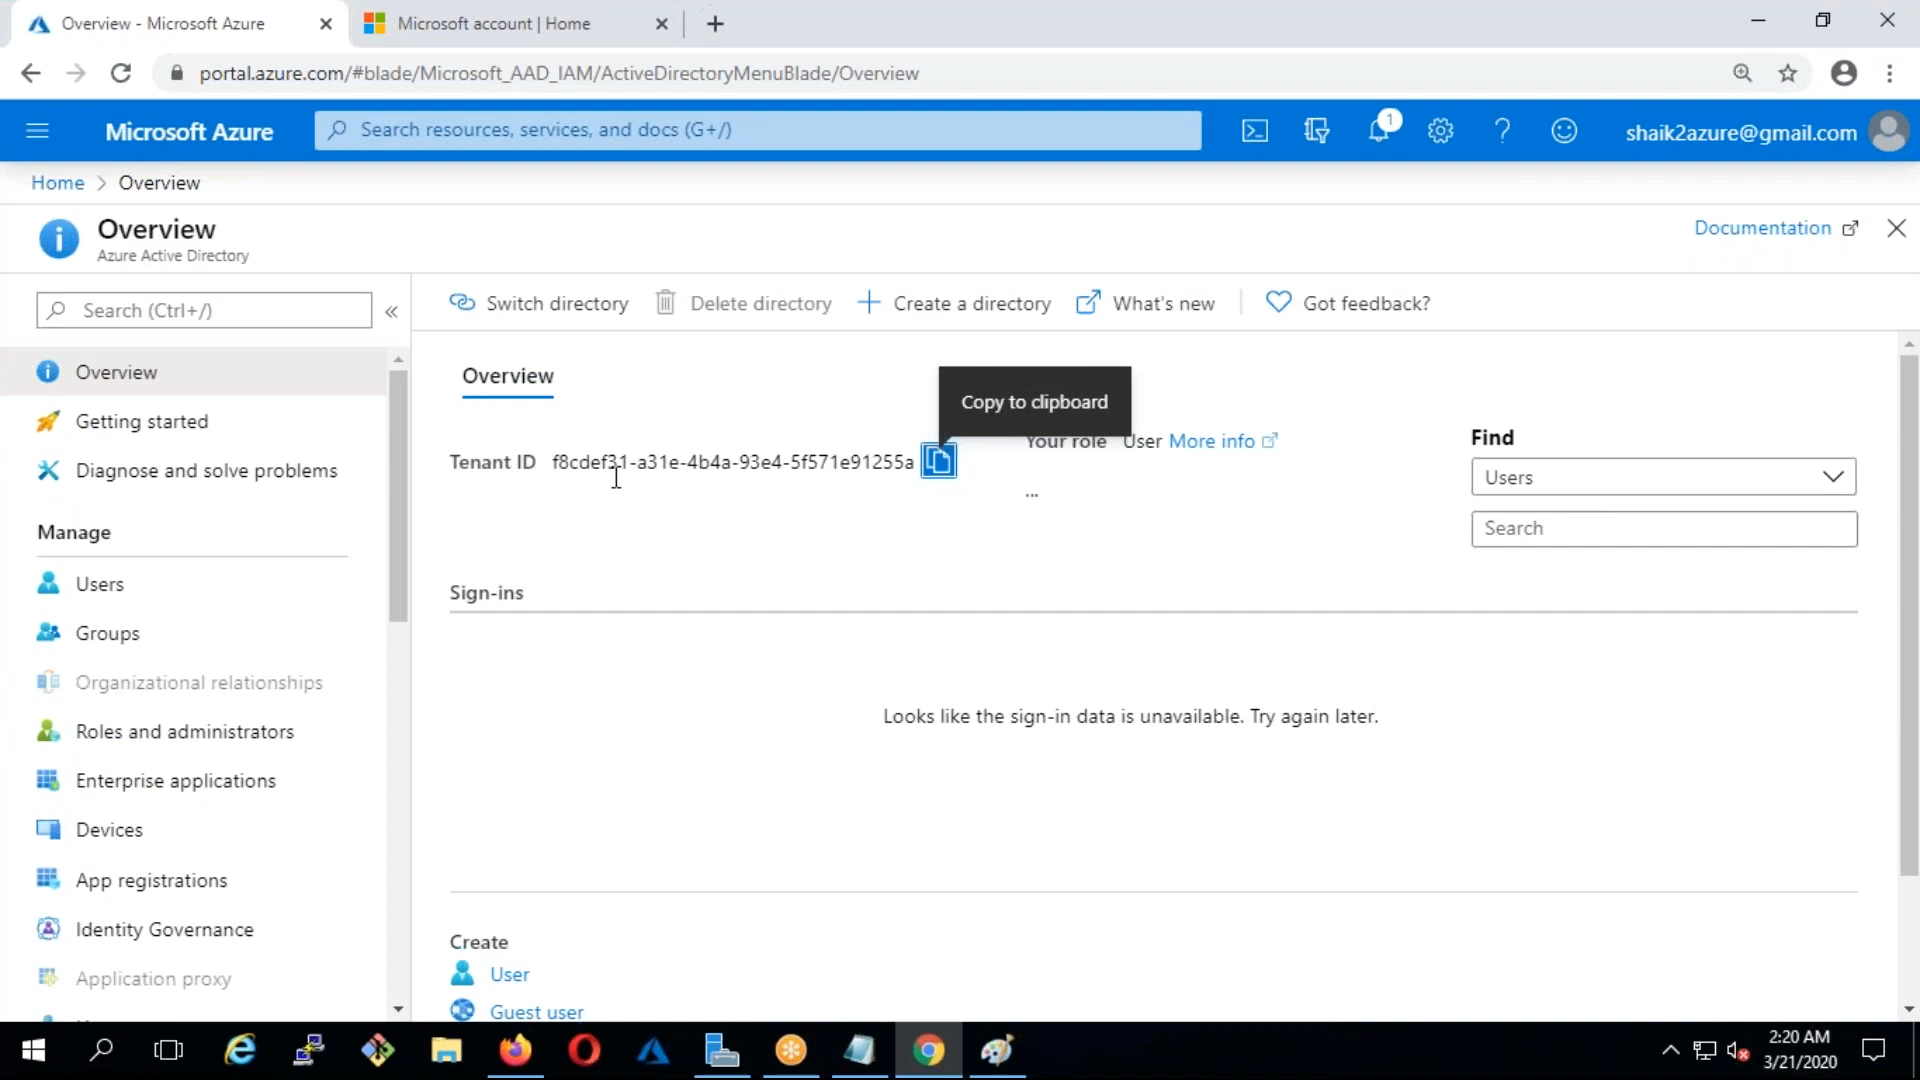 Overview - Microsoft Azure
Microsoft account | Home
portal.azure.com/#blade/Microsoft_AAD_IAM/ActiveDirectoryMenuBlade/Overview
Microsoft Azure
Search resources, services, and docs (G+/)
1
shaik2azure@gmail.com
Home > Overview
Overview
Azure Active Directory
Documentation
Search (Ctrl+/)
«
Switch directory
Delete directory
Create a directory
What's new
Got feedback?
Overview
Getting started
Diagnose and solve problems
Manage
Users
Groups
Organizational relationships
Roles and administrators
Enterprise applications
Devices
App registrations
Identity Governance
Application proxy
Overview
Copy to clipboard
Tenant ID f8cdef31-a31e-4b4a-93e4-5f571e91255a
Your role User More info
...
Find
Users
Search
Sign-ins
Looks like the sign-in data is unavailable. Try again later.
Create
User
Guest user
2:20 AM
3/21/2020